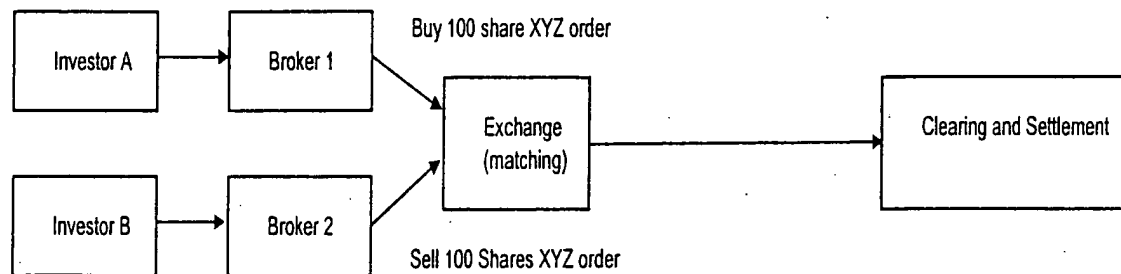 Buy 100 share XYZ order
Investor A
Broker 1
Exchange
(matching)
Clearing and Settlement
Investor B
Broker 2
Sell 100 Shares XYZ order